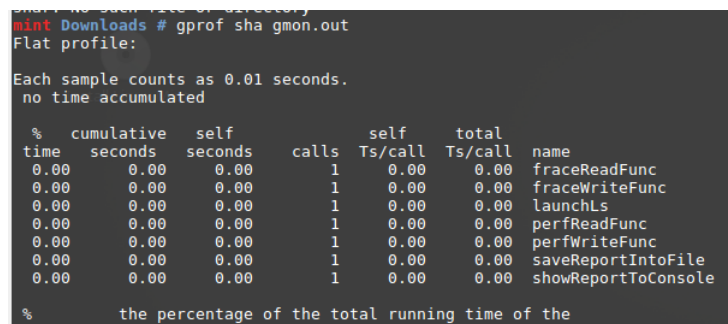 mint Downloads # gprof sha gmon.out
Flat profile:
Each sample counts as 0.01 seconds.
no time accumulated
% cumulative self self total
time seconds seconds calls Ts/call Ts/call name
0.00 0.00 0.00 1 0.00 0.00 fraceReadFunc
0.00 0.00 0.00 1 0.00 0.00 fraceWriteFunc
0.00 0.00 0.00 1 0.00 0.00 launchLs
0.00 0.00 0.00 1 0.00 0.00 perfReadFunc
0.00 0.00 0.00 1 0.00 0.00 perfWriteFunc
0.00 0.00 0.00 1 0.00 0.00 saveReportIntoFile
0.00 0.00 0.00 1 0.00 0.00 showReportToConsole
% the percentage of the total running time of the